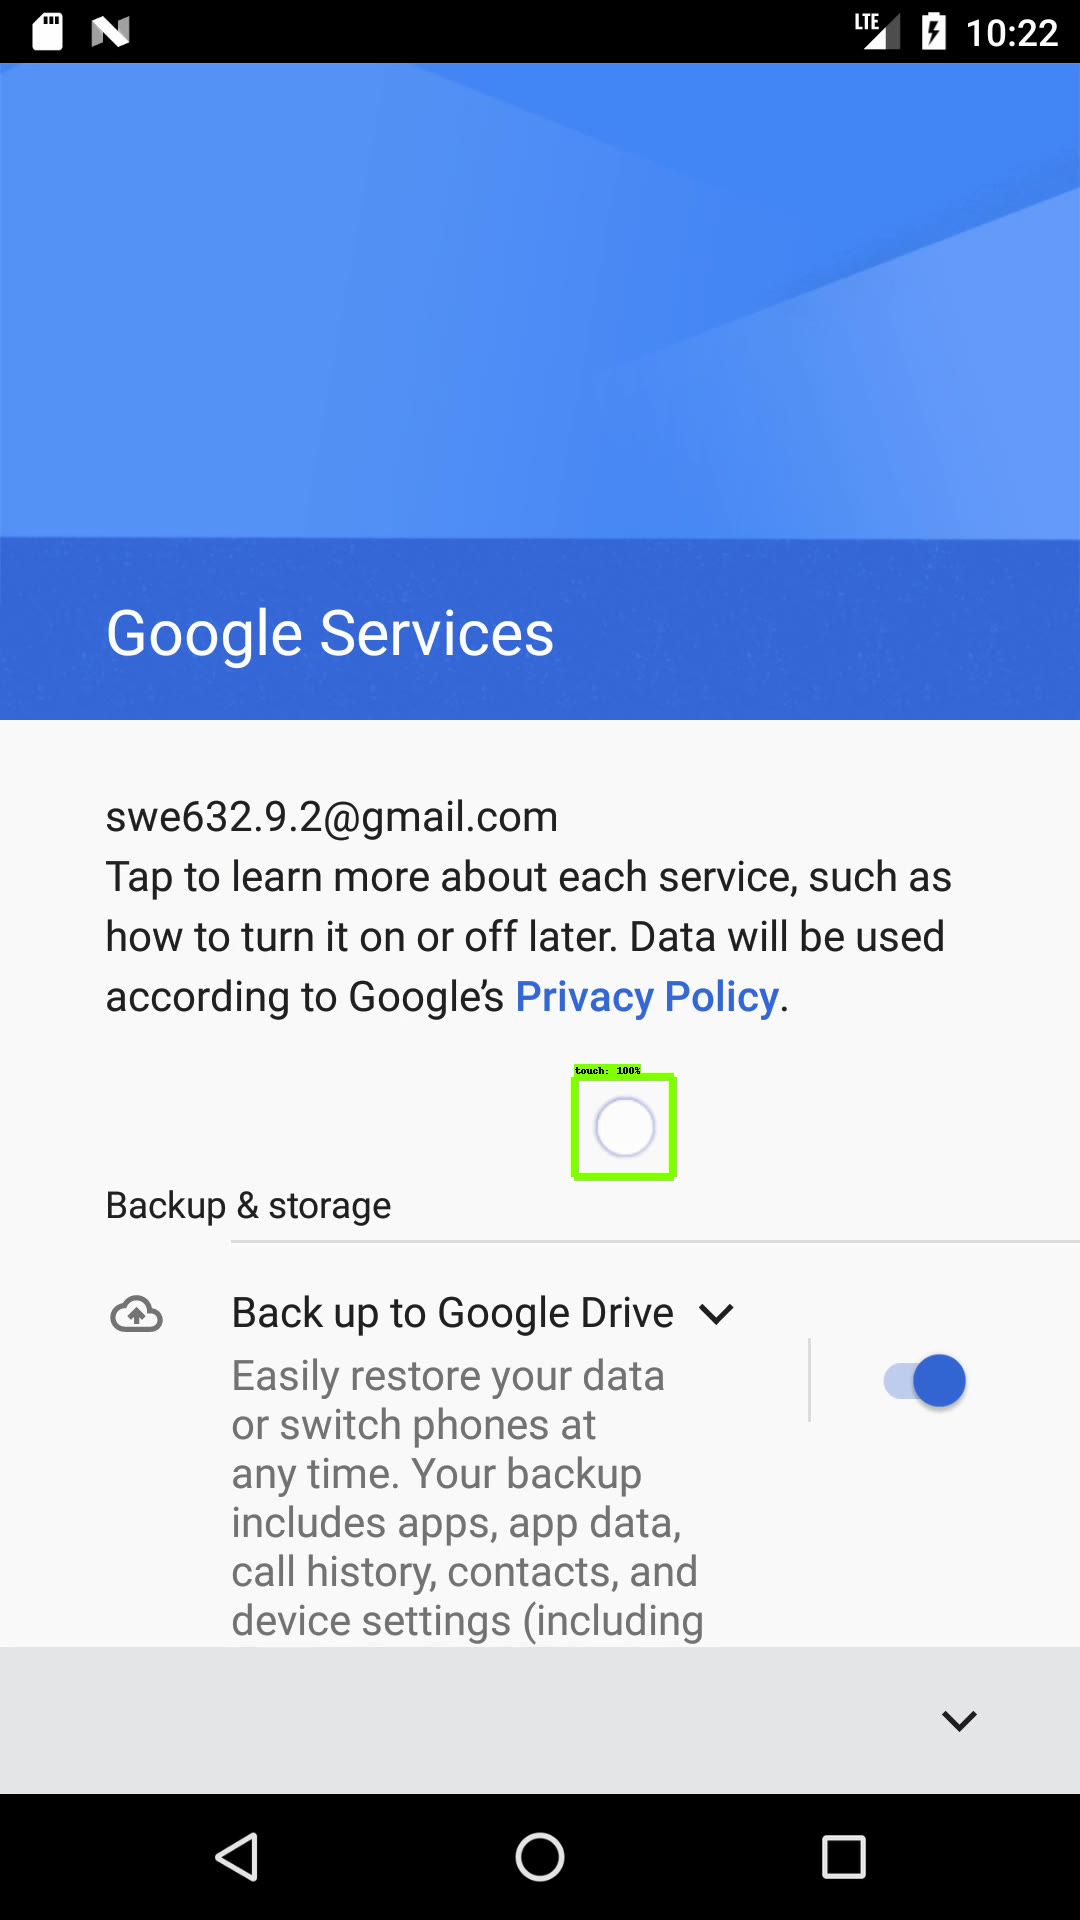 LTE 10:22
Google Services
swe632.9.2@gmail.com
Tap to learn more about each service, such as
how to turn it on or off later. Data will be used
according to Google's Privacy Policy.
touch: 100%
Backup & storage
Back up to Google Drive
Easily restore your data
or switch phones at
any time. Your backup
includes apps, app data,
call history, contacts, and
device settings (including